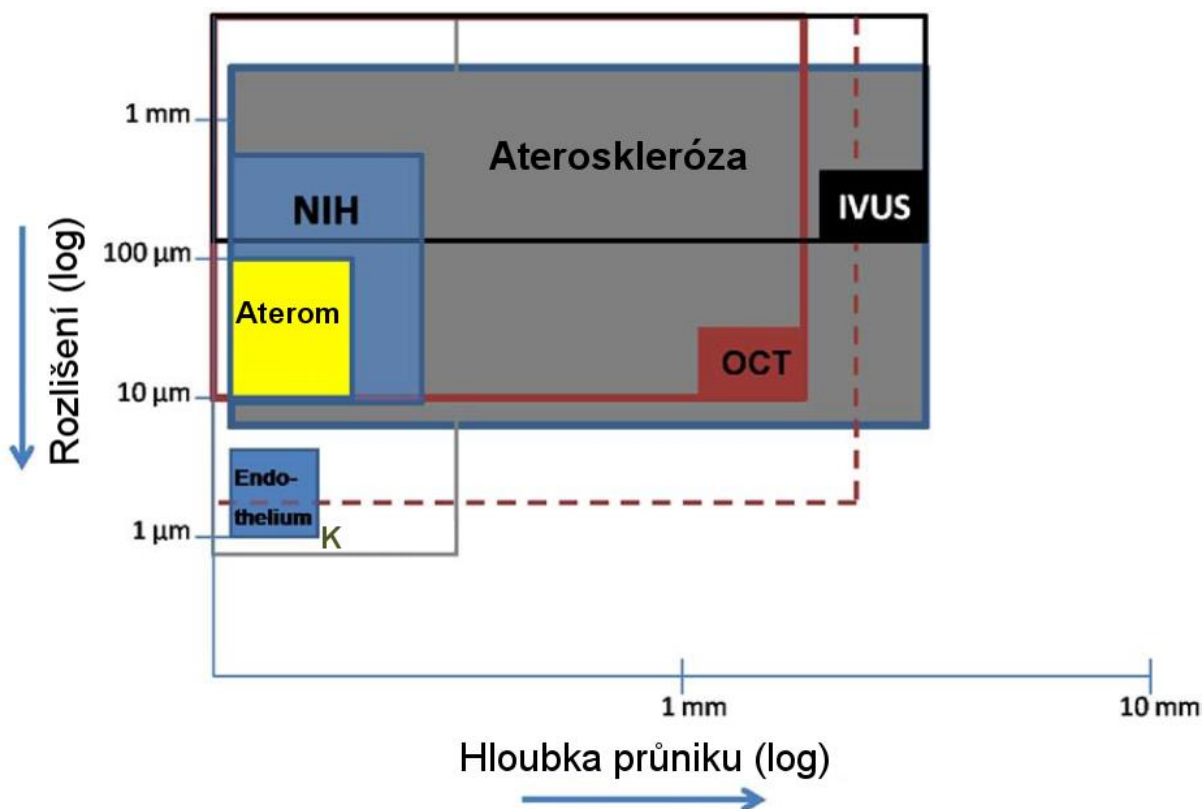 1 mm
Ateroskleróza
NIH
IVUS
100 µm
Aterom
OCT
10 µm
Rozlišení (log)
Endo-
thelium
K
1 µm
1 mm
10 mm
Hloubka průniku (log)